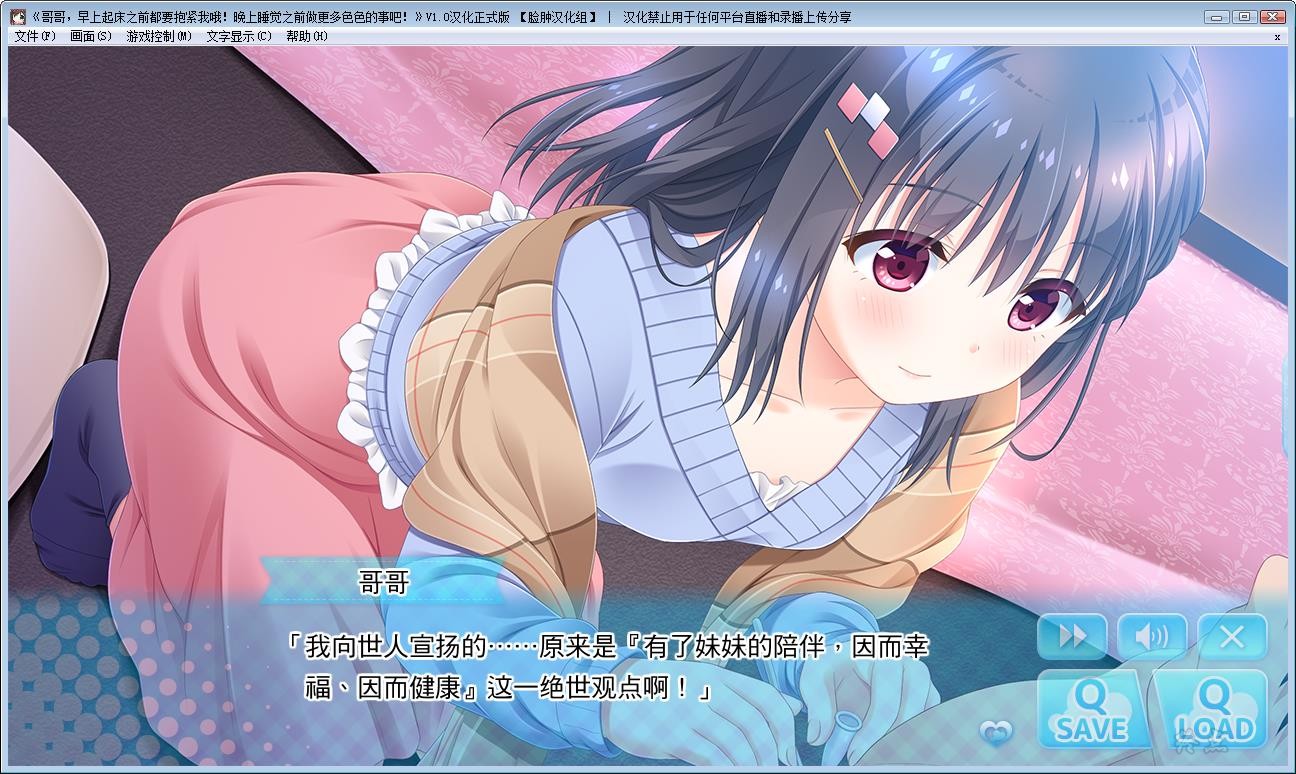 《哥哥，早上起床之前都要抱紧我哦！晚上睡觉之前做更多色色的事吧！》V1.0汉化正式版 【脸肿汉化组】 | 汉化禁止用于任何平台直播和录播上传分享
文件(F) 画面(S) 游戏控制(M) 文字显示(C) 帮助(H) x
哥哥
「我向世人宣扬的……原来是『有了妹妹的陪伴，因而幸
福、因而健康』这一绝世观点啊！」
Q SAVE
Q LOAD